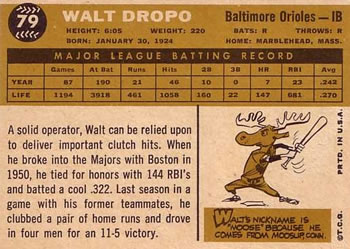 79
WALT DROPO
Baltimore Orioles — IB
HEIGHT: 6:05 WEIGHT: 220 BATS: R THROWS: R
BORN: JANUARY 30, 1924 HOME: MARBLEHEAD, MASS.
MAJOR LEAGUE BATTING RECORD
Games At Bat Runs Hits 2B 3B HR RBI Avg.
YEAR 87 190 21 46 10 0 7 23 .242
LIFE 1194 3918 461 1058 160 22 147 681 .270
A solid operator, Walt can be relied upon
to deliver important clutch hits. When
he broke into the Majors with Boston in
1950, he tied for honors with 144 RBI's
and batted a cool .322. Last season in a
game with his former teammates, he
clubbed a pair of home runs and drove
in four men for an 11-5 victory.
WALT'S NICKNAME IS
"MOOSE" BECAUSE HE
COMES FROM MOOSUP, CONN.
©T.C.G. PRTD. IN U.S.A.